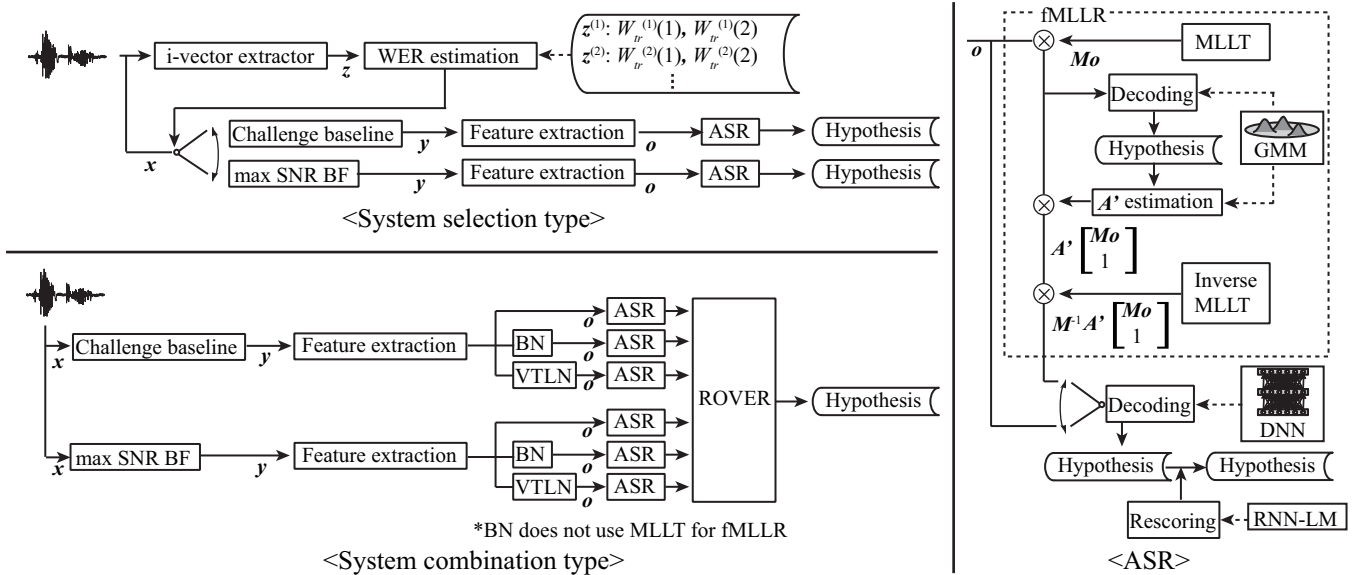 i-vector extractor
z
WER estimation
z⁽¹⁾: Wₜᵣ⁽¹⁾(1), Wₜᵣ⁽¹⁾(2)
z⁽²⁾: Wₜᵣ⁽²⁾(1), Wₜᵣ⁽²⁾(2)
⋮
x
Challenge baseline
y
Feature extraction
o
ASR
Hypothesis
max SNR BF
y
Feature extraction
o
ASR
Hypothesis
<System selection type>
x
Challenge baseline
y
Feature extraction
o
ASR
BN
o
ASR
VTLN
o
ASR
ROVER
Hypothesis
x
max SNR BF
y
Feature extraction
o
ASR
BN
o
ASR
VTLN
o
ASR
*BN does not use MLLT for fMLLR
<System combination type>
fMLLR
o
Mo
MLLT
Decoding
Hypothesis
GMM
A' estimation
A' [Mo
1]
Inverse
MLLT
M⁻¹A' [Mo
1]
Decoding
DNN
Hypothesis
Hypothesis
Rescoring
RNN-LM
<ASR>